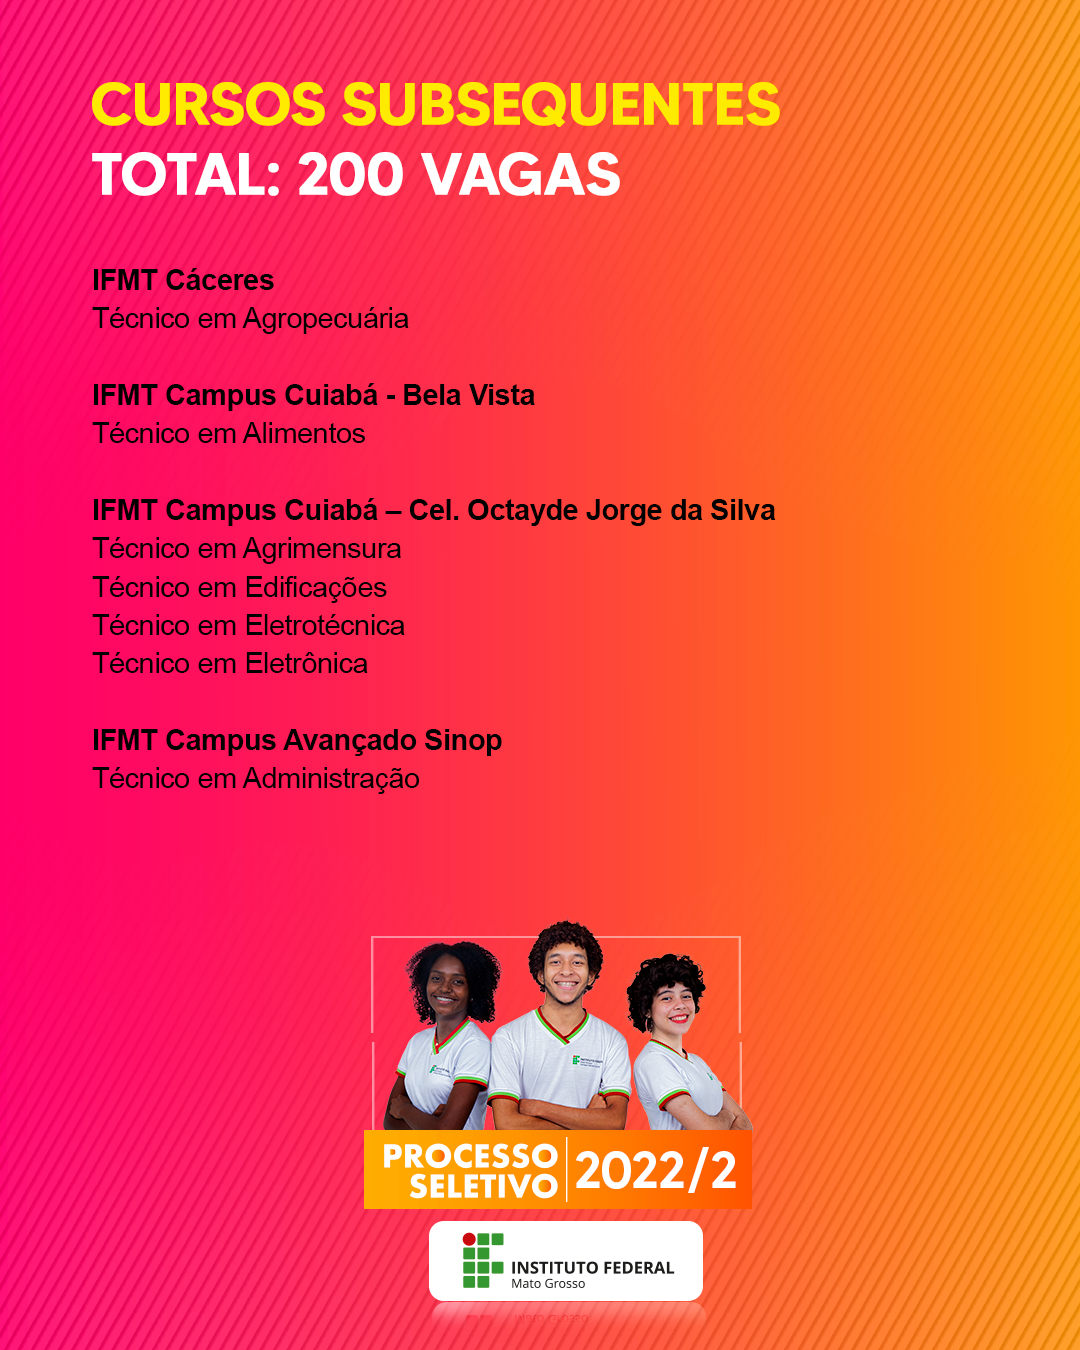 CURSOS SUBSEQUENTES
TOTAL: 200 VAGAS
IFMT Cáceres
Técnico em Agropecuária
IFMT Campus Cuiabá - Bela Vista
Técnico em Alimentos
IFMT Campus Cuiabá – Cel. Octayde Jorge da Silva
Técnico em Agrimensura
Técnico em Edificações
Técnico em Eletrotécnica
Técnico em Eletrônica
IFMT Campus Avançado Sinop
Técnico em Administração
PROCESSO
SELETIVO
2022/2
INSTITUTO FEDERAL
Mato Grosso